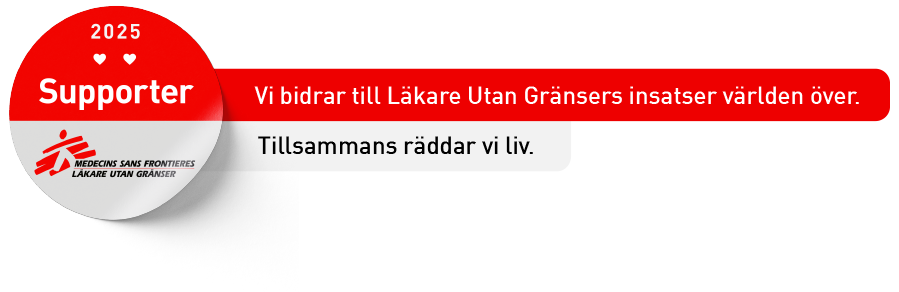 2025
Supporter
MEDECINS SANS FRONTIERES
LÄKARE UTAN GRÄNSER
Vi bidrar till Läkare Utan Gränsers insatser världen över.
Tillsammans räddar vi liv.